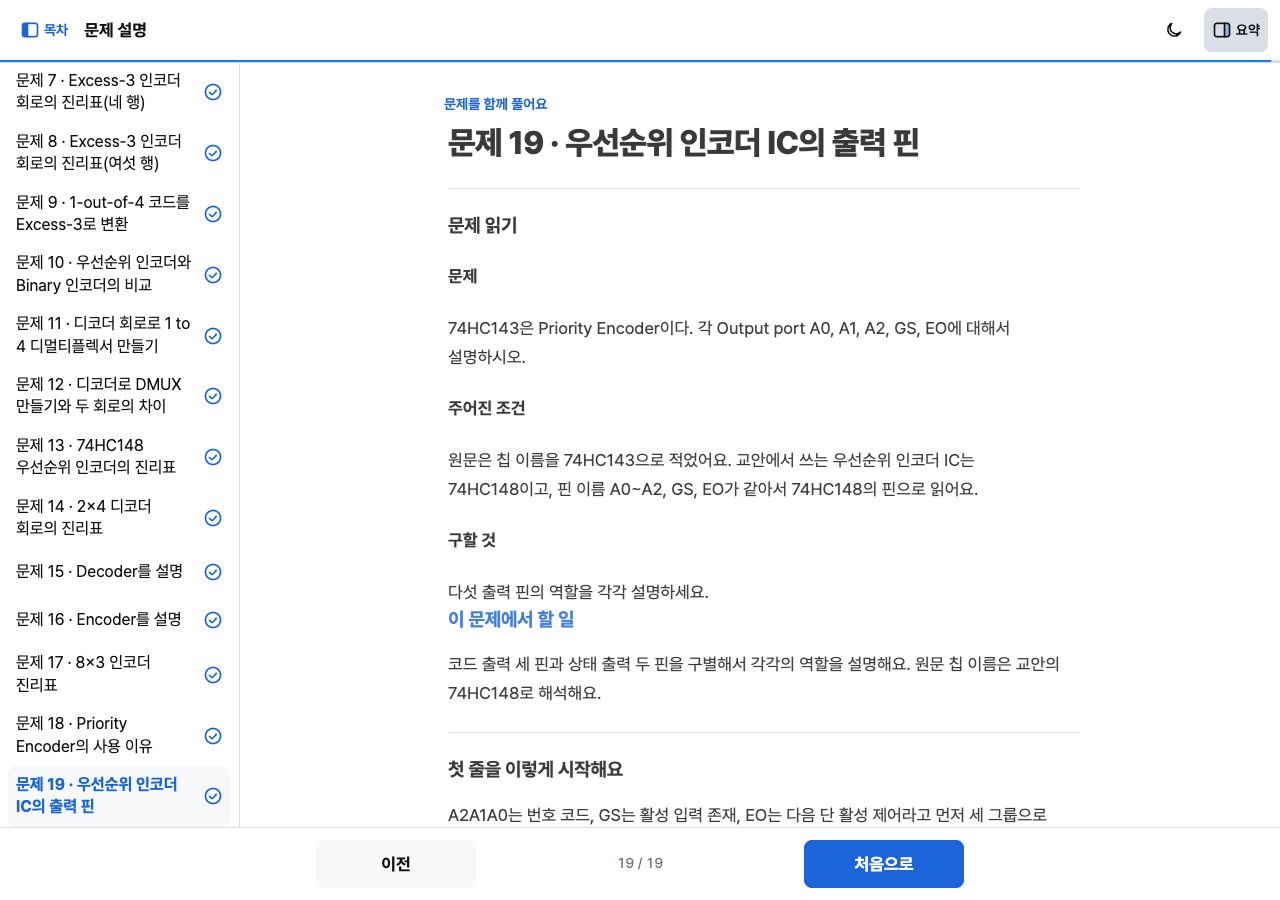 목차
문제 설명
요약
문제 7 · Excess-3 인코더
회로의 진리표(네 행)
문제 8 · Excess-3 인코더
회로의 진리표(여섯 행)
문제 9 · 1-out-of-4 코드를
Excess-3로 변환
문제 10 · 우선순위 인코더와
Binary 인코더의 비교
문제 11 · 디코더 회로로 1 to
4 디멀티플렉서 만들기
문제 12 · 디코더로 DMUX
만들기와 두 회로의 차이
문제 13 · 74HC148
우선순위 인코더의 진리표
문제 14 · 2×4 디코더
회로의 진리표
문제 15 · Decoder를 설명
문제 16 · Encoder를 설명
문제 17 · 8×3 인코더
진리표
문제 18 · Priority
Encoder의 사용 이유
문제 19 · 우선순위 인코더
IC의 출력 핀
문제를 함께 풀어요
문제 19 · 우선순위 인코더 IC의 출력 핀
문제 읽기
문제
74HC143은 Priority Encoder이다. 각 Output port A0, A1, A2, GS, EO에 대해서
설명하시오.
주어진 조건
원문은 칩 이름을 74HC143으로 적었어요. 교안에서 쓰는 우선순위 인코더 IC는
74HC148이고, 핀 이름 A0~A2, GS, EO가 같아서 74HC148의 핀으로 읽어요.
구할 것
다섯 출력 핀의 역할을 각각 설명하세요.
이 문제에서 할 일
코드 출력 세 핀과 상태 출력 두 핀을 구별해서 각각의 역할을 설명해요. 원문 칩 이름은 교안의
74HC148로 해석해요.
첫 줄을 이렇게 시작해요
A2A1A0는 번호 코드, GS는 활성 입력 존재, EO는 다음 단 활성 제어라고 먼저 세 그룹으로
이전
19 / 19
처음으로